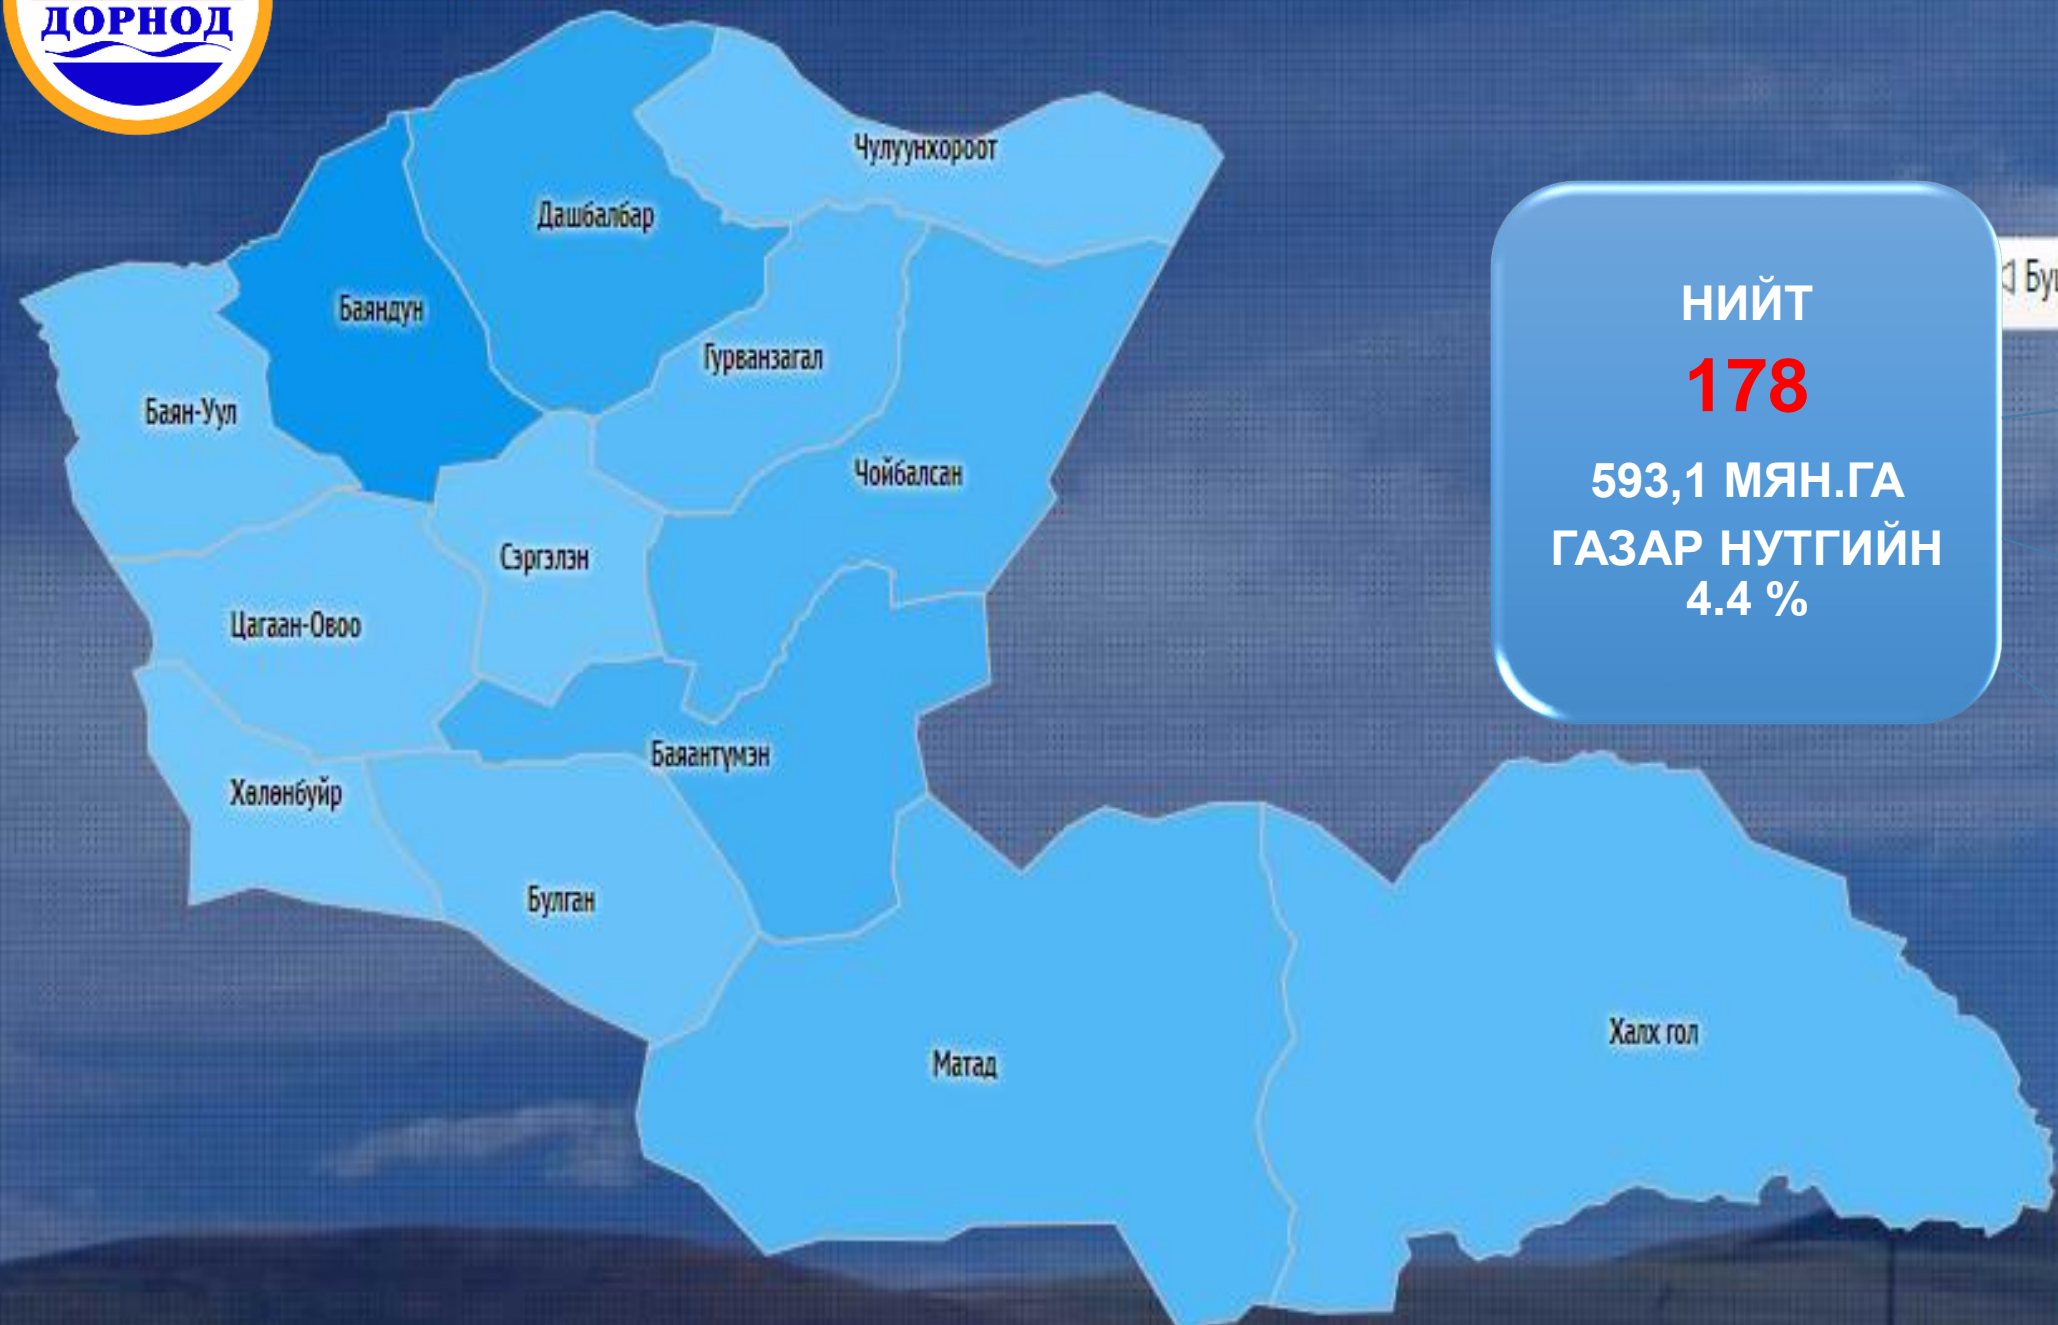 ДОРНОД
Чулуунхороот
Дашбалбар
Баяндун
Гурванзагал
Баян-Уул
Чойбалсан
Сэргэлэн
Цагаан-Овоо
Баянтүмэн
Хөлөнбуйр
Булган
Матад
Халх гол
НИЙТ
178
593,1 МЯН.ГА
ГАЗАР НУТГИЙН
4.4 %